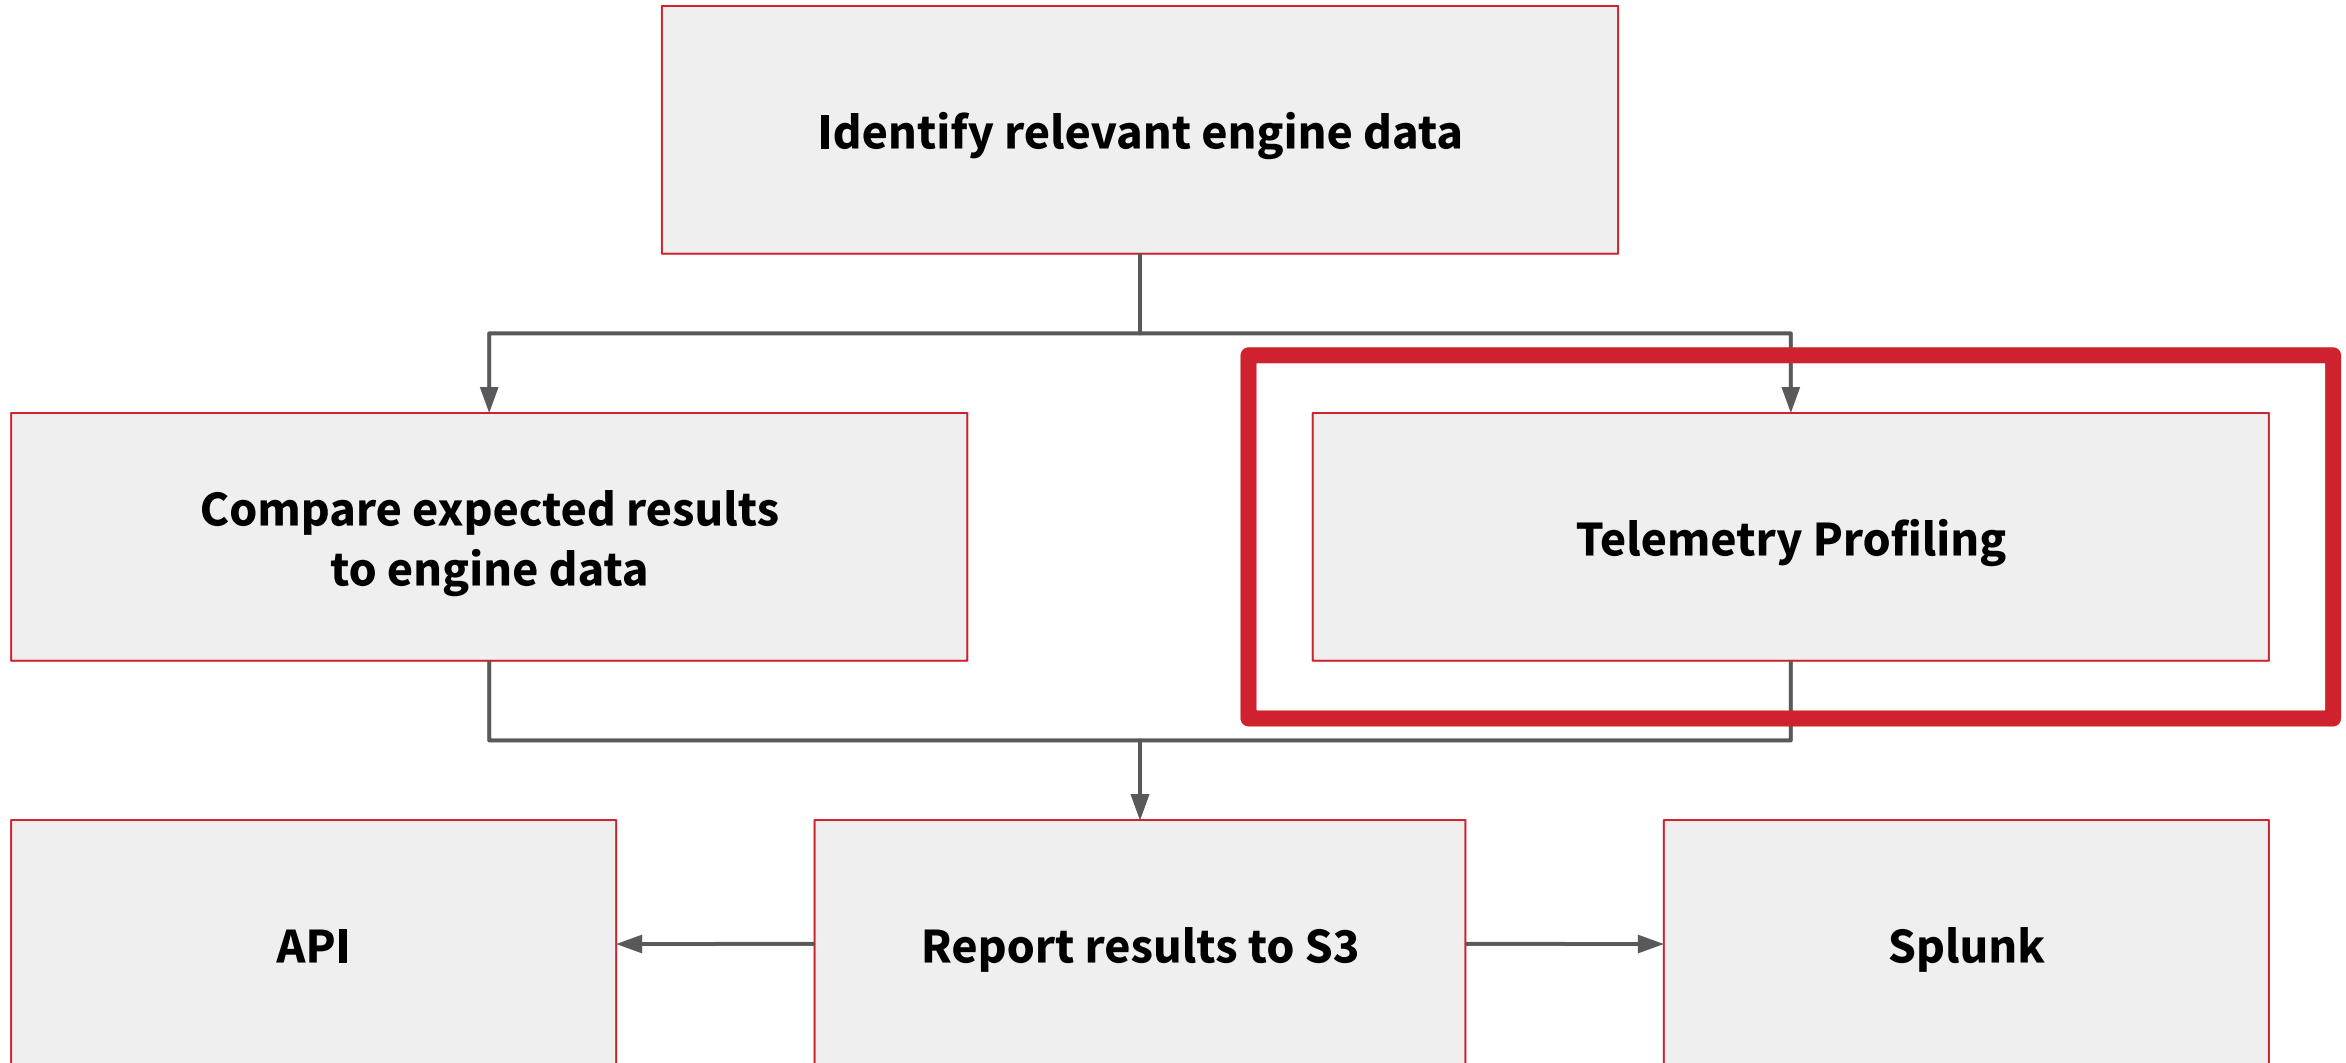 Identify relevant engine data
Compare expected results
to engine data
Telemetry Profiling
API
Report results to S3
Splunk